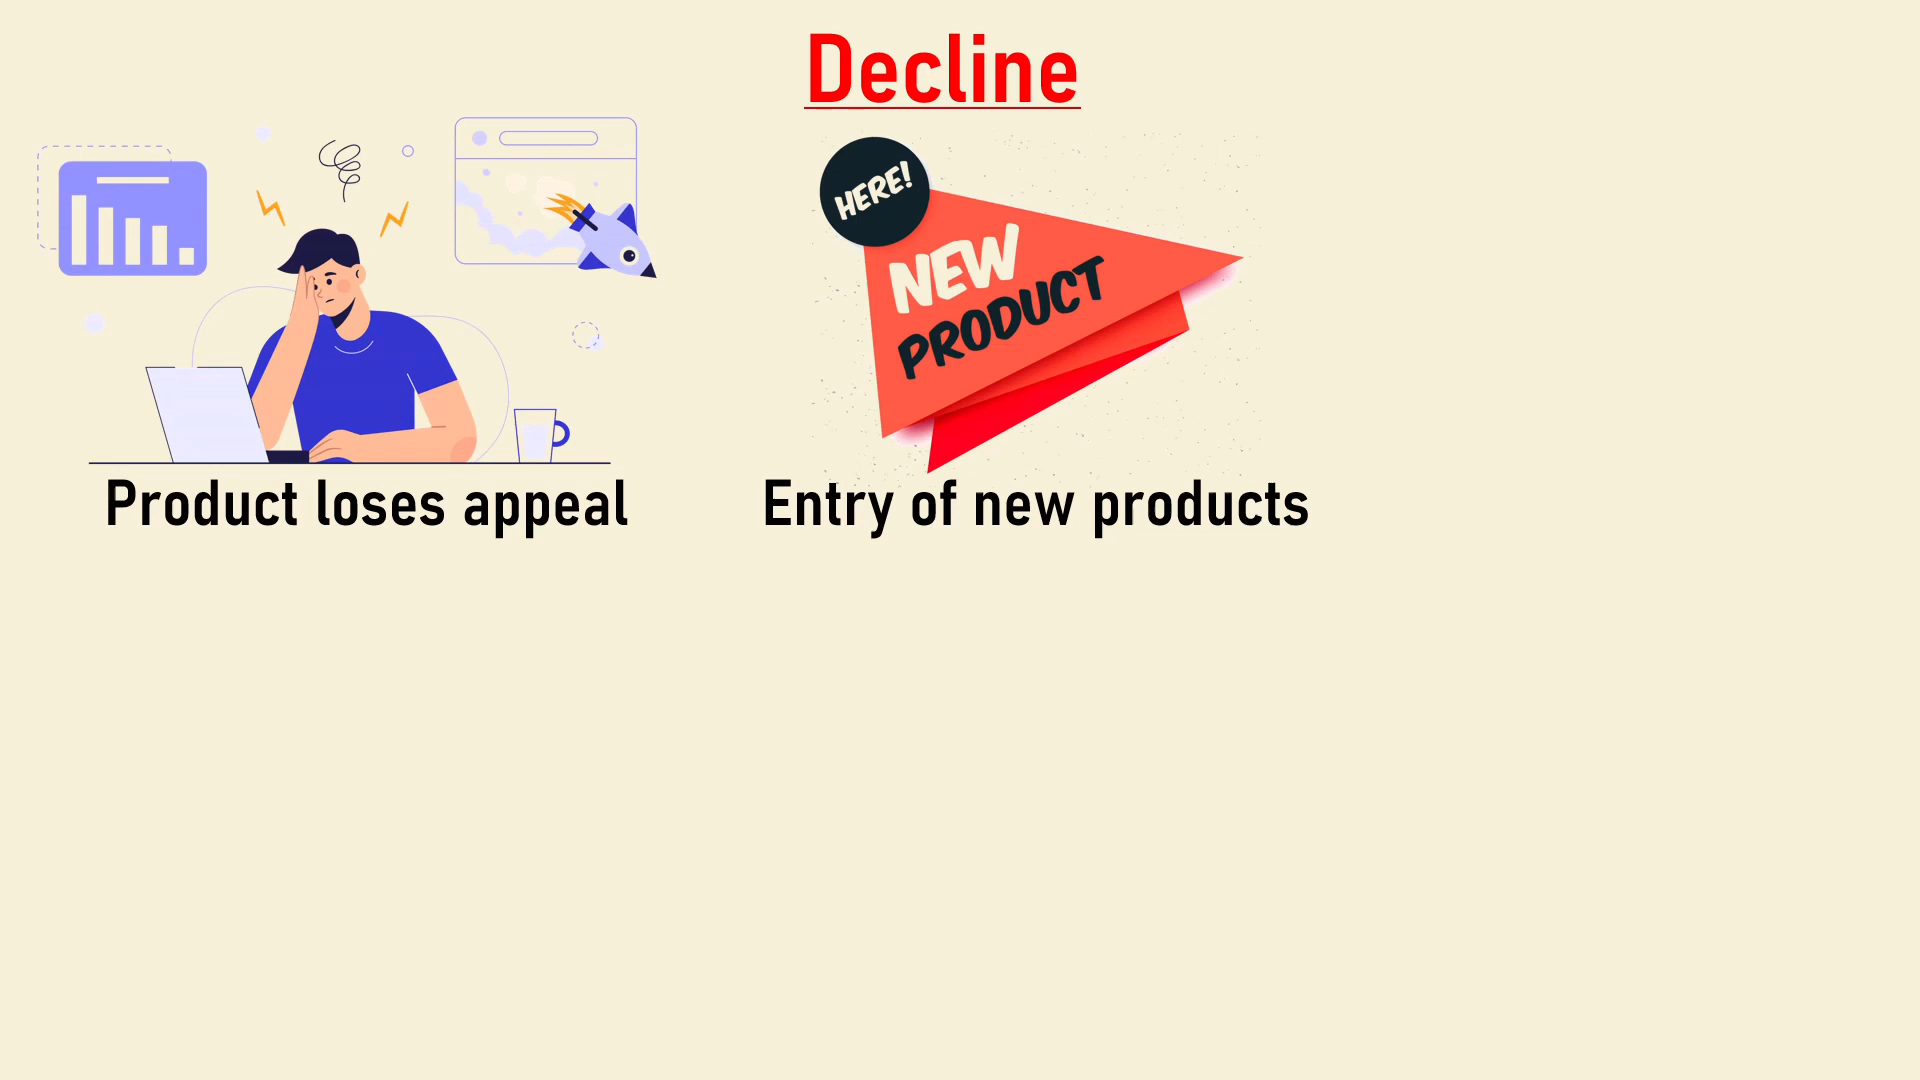 Decline
HERE!
NEW
PRODUCT
Product loses appeal
Entry of new products